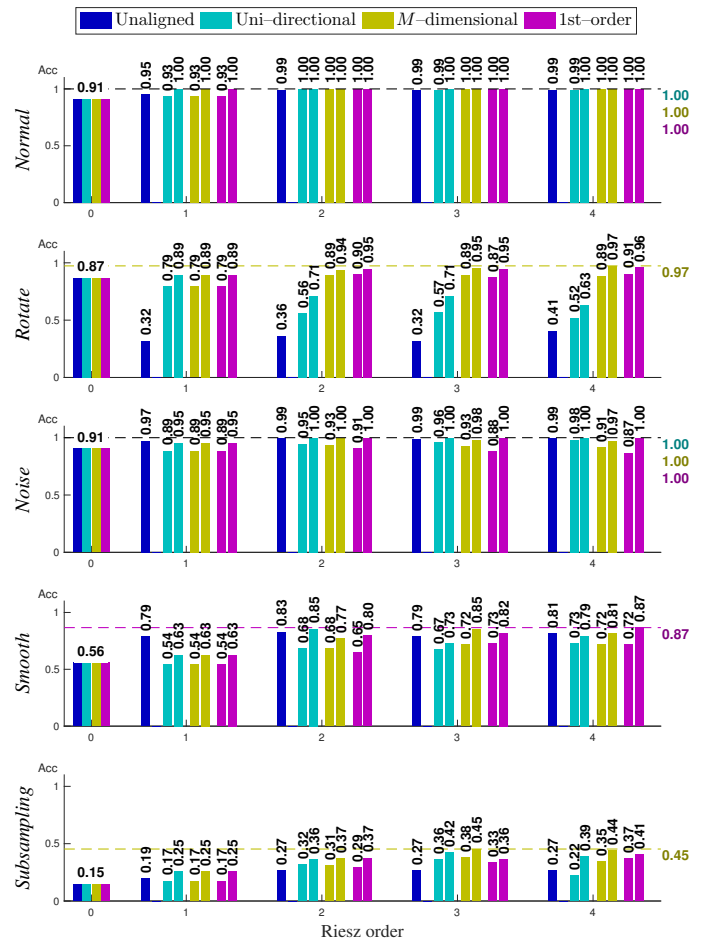 Unaligned Uni–directional M–dimensional 1st–order
Acc
0.91 0.95 0.93 1.00 0.93 1.00 0.93 1.00 0.99 1.00 1.00 1.00 1.00 1.00 1.00 0.99 0.99 1.00 1.00 1.00 1.00 1.00 0.99 0.99 1.00 1.00 1.00 1.00 1.00
1
0.5
0
1.00
1.00
1.00
Normal
0 1 2 3 4
Acc
0.87 0.32 0.79 0.89 0.79 0.89 0.79 0.89 0.36 0.56 0.71 0.89 0.94 0.90 0.95 0.32 0.57 0.71 0.89 0.95 0.87 0.95 0.41 0.52 0.63 0.89 0.97 0.91 0.96
1
0.5
0
0.97
Rotate
0 1 2 3 4
Acc
0.91 0.97 0.89 0.95 0.89 0.95 0.89 0.95 0.99 0.95 1.00 0.93 1.00 0.91 1.00 0.99 0.96 1.00 0.93 0.98 0.88 1.00 0.99 0.98 1.00 0.91 0.97 0.87 1.00
1
0.5
0
1.00
1.00
1.00
Noise
0 1 2 3 4
Acc
0.56 0.79 0.54 0.63 0.54 0.63 0.54 0.63 0.83 0.68 0.85 0.68 0.77 0.65 0.80 0.79 0.67 0.73 0.72 0.85 0.73 0.82 0.81 0.73 0.79 0.72 0.81 0.72 0.87
1
0.5
0
0.87
Smooth
0 1 2 3 4
Acc
0.15 0.19 0.17 0.25 0.17 0.25 0.17 0.25 0.27 0.32 0.36 0.31 0.37 0.29 0.37 0.27 0.36 0.42 0.38 0.45 0.33 0.36 0.27 0.22 0.39 0.35 0.44 0.37 0.41
1
0.5
0
0.45
Subsampling
0 1 2 3 4
Riesz order